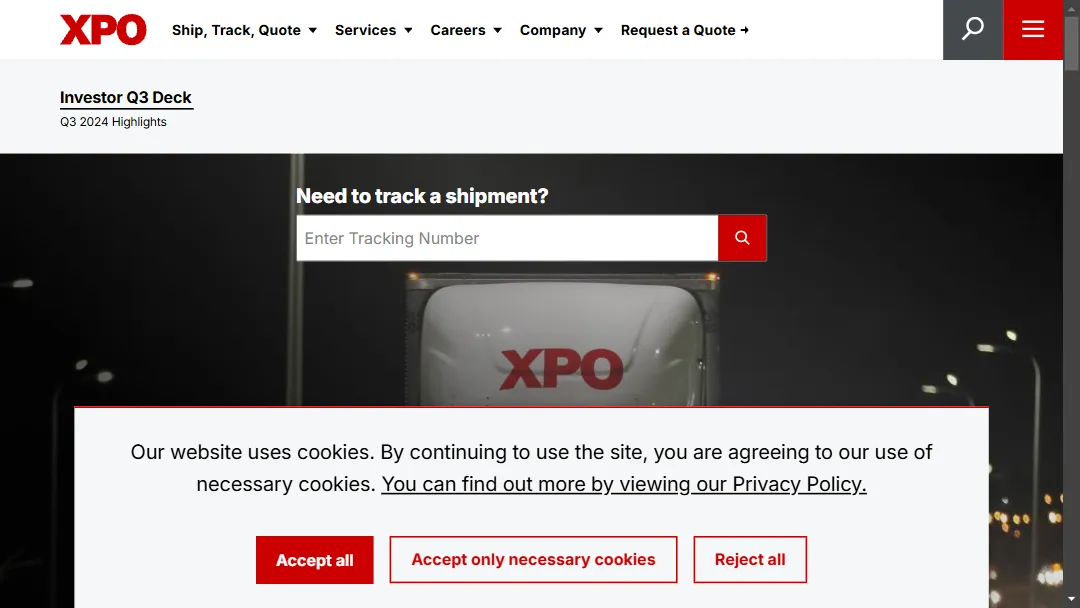 XPO
Ship, Track, Quote
Services
Careers
Company
Request a Quote
Investor Q3 Deck
Q3 2024 Highlights
Need to track a shipment?
Enter Tracking Number
XPO
Our website uses cookies. By continuing to use the site, you are agreeing to our use of
necessary cookies. You can find out more by viewing our Privacy Policy.
Accept all
Accept only necessary cookies
Reject all